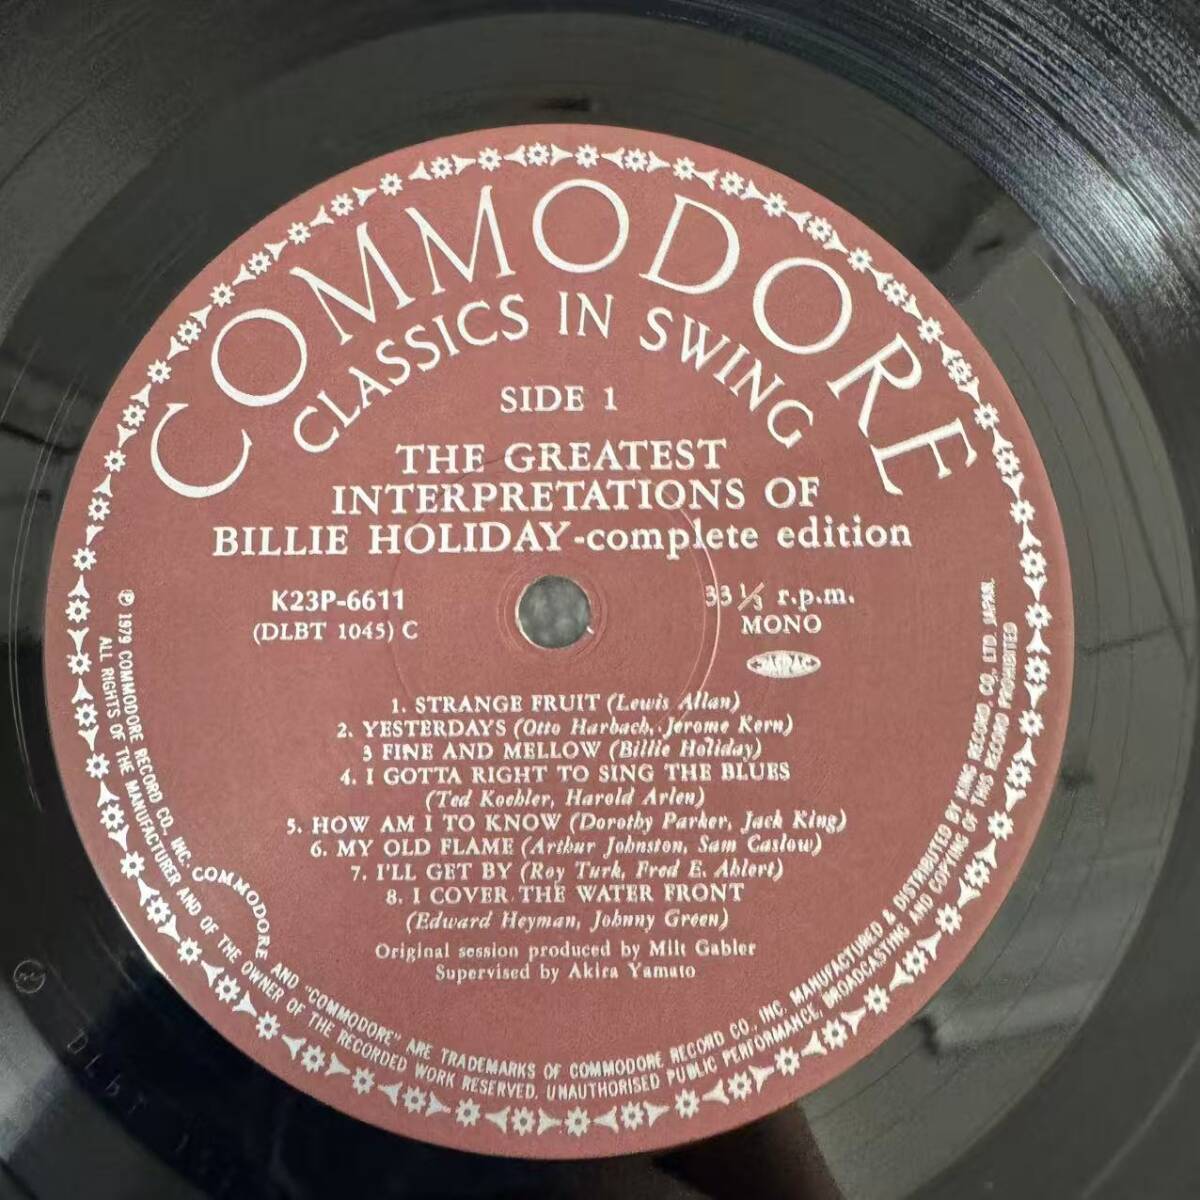 COMMODORE
CLASSICS IN SWING
SIDE 1
THE GREATEST
INTERPRETATIONS OF
BILLIE HOLIDAY-complete edition
K23P-6611
(DLBT 1045) C
33 1/3 r.p.m.
MONO
1. STRANGE FRUIT (Lewis Allan)
2. YESTERDAYS (Otto Harbach, Jerome Kern)
3 FINE AND MELLOW (Billie Holiday)
4. I GOTTA RIGHT TO SING THE BLUES
(Ted Koehler, Harold Arlen)
5. HOW AM I TO KNOW (Dorothy Parker, Jack King)
6. MY OLD FLAME (Arthur Johnston, Sam Caslow)
7. I'LL GET BY (Roy Turk, Fred E. Ahlert)
8. I COVER THE WATER FRONT
(Edward Heyman, Johnny Green)
Original session produced by Milt Gabler
Supervised by Akira Yamato
℗ 1979 COMMODORE RECORD CO., INC. COMMODORE AND "COMMODORE" ARE TRADEMARKS OF COMMODORE RECORD CO., INC. MANUFACTURED & DISTRIBUTED BY KING RECORD. CO., LTD. JAPAN.
ALL RIGHTS OF THE MANUFACTURER AND OF THE OWNER OF THE RECORDED WORK RESERVED. UNAUTHORISED PUBLIC PERFORMANCE, BROADCASTING AND COPYING OF THIS RECORD PROHIBITED